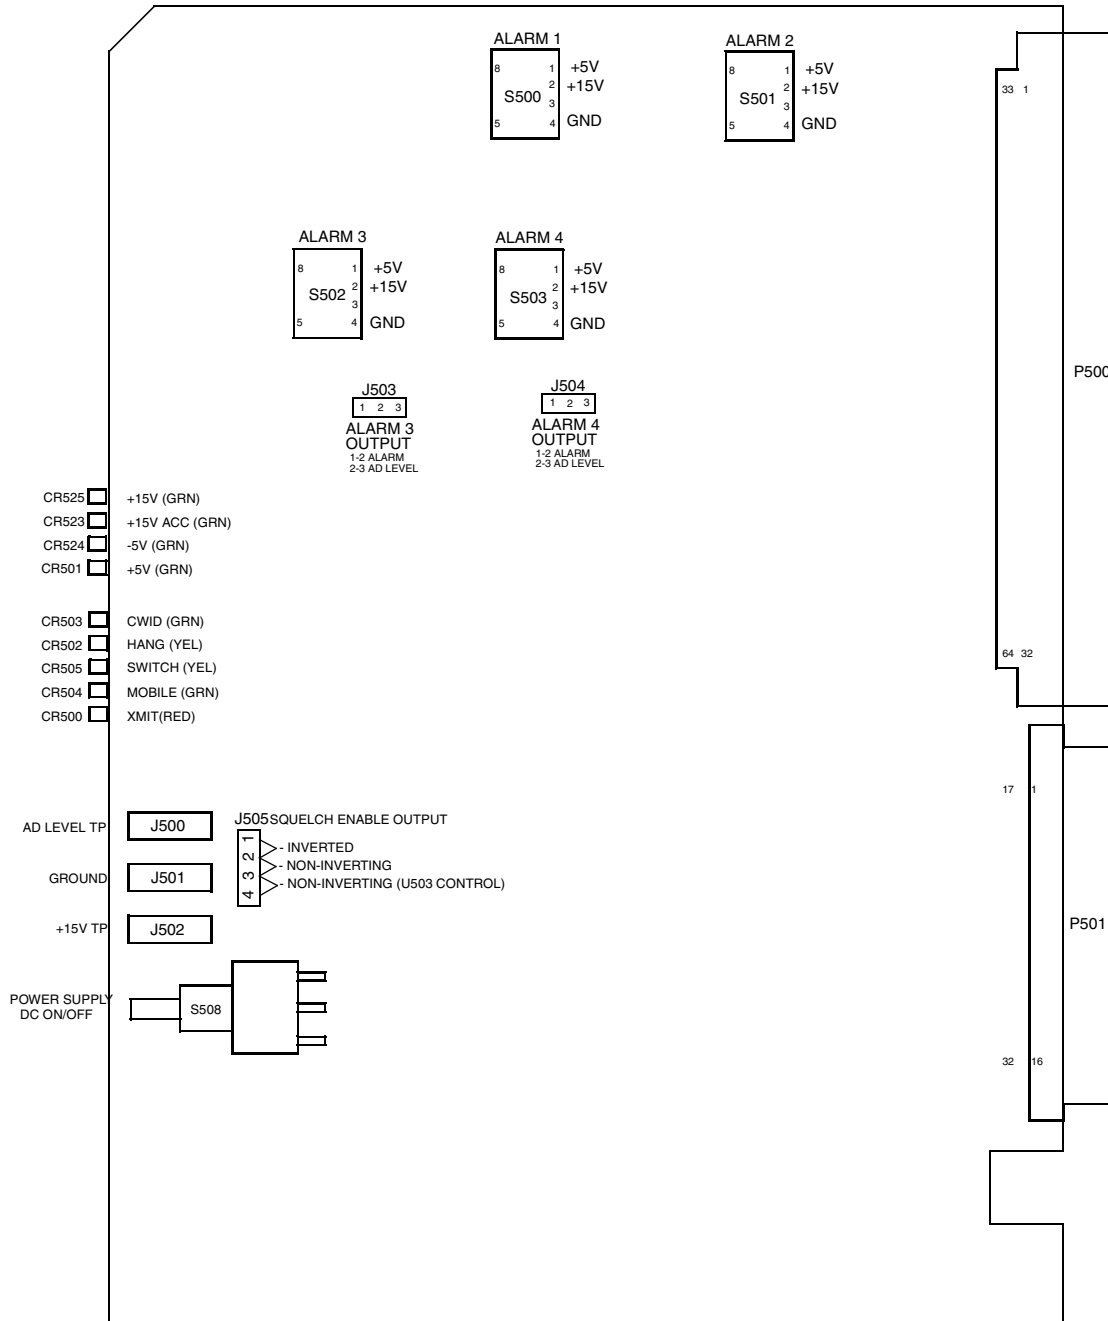 ALARM 1
8 1 +5V
S500 2 +15V
3
5 4 GND
ALARM 2
8 1 +5V
S501 2 +15V
3
5 4 GND
33 1
ALARM 3
8 1 +5V
S502 2 +15V
3
5 4 GND
ALARM 4
8 1 +5V
S503 2 +15V
3
5 4 GND
P500
J503
1 2 3
ALARM 3
OUTPUT
1-2 ALARM
2-3 AD LEVEL
J504
1 2 3
ALARM 4
OUTPUT
1-2 ALARM
2-3 AD LEVEL
CR525 +15V (GRN)
CR523 +15V ACC (GRN)
CR524 -5V (GRN)
CR501 +5V (GRN)
CR503 CWID (GRN)
CR502 HANG (YEL)
CR505 SWITCH (YEL)
CR504 MOBILE (GRN)
CR500 XMIT(RED)
64 32
17 1
AD LEVEL TP J500
GROUND J501
+15V TP J502
J505 SQUELCH ENABLE OUTPUT
1 2 3 4
- INVERTED
- NON-INVERTING
- NON-INVERTING (U503 CONTROL)
P501
POWER SUPPLY
DC ON/OFF
S508
32 16